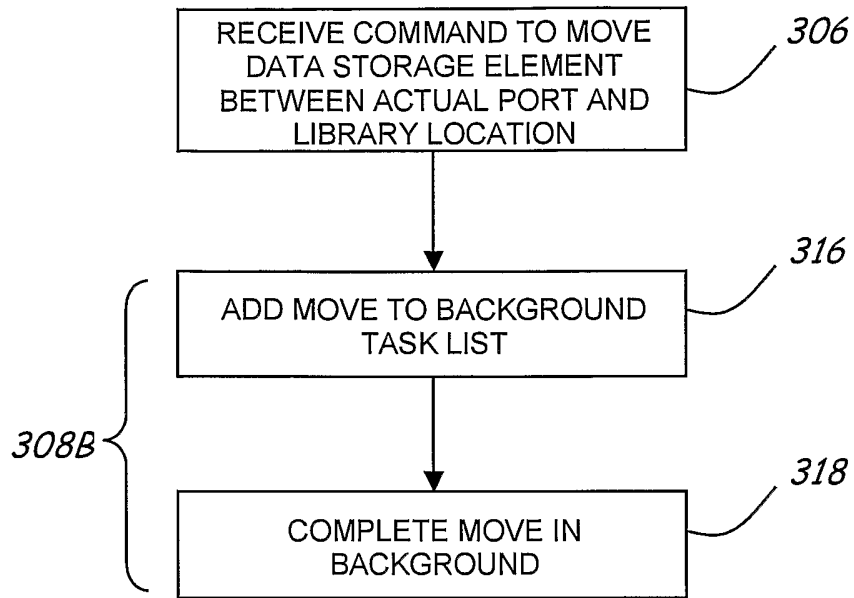 RECEIVE COMMAND TO MOVE
DATA STORAGE ELEMENT
BETWEEN ACTUAL PORT AND
LIBRARY LOCATION
306
316
ADD MOVE TO BACKGROUND
TASK LIST
308B
318
COMPLETE MOVE IN
BACKGROUND